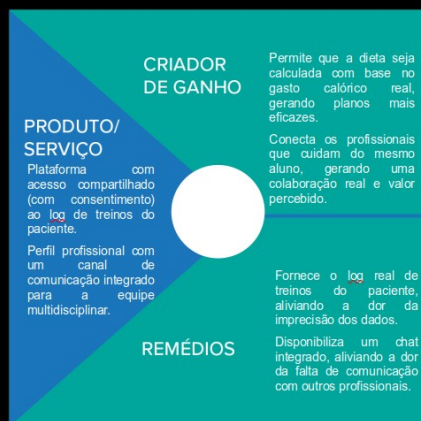 CRIADOR
DE GANHO
Permite que a dieta seja
calculada com base no
gasto calórico real,
gerando planos mais
eficazes.
Conecta os profissionais
que cuidam do mesmo
aluno, gerando uma
colaboração real e valor
percebido.
PRODUTO/
SERVIÇO
Plataforma com
acesso compartilhado
(com consentimento)
ao log de treinos do
paciente.
Perfil profissional com
um canal de
comunicação integrado
para a equipe
multidisciplinar.
REMÉDIOS
Fornece o log real de
treinos do paciente,
aliviando a dor da
imprecisão dos dados.
Disponibiliza um chat
integrado, aliviando a dor
da falta de comunicação
com outros profissionais.